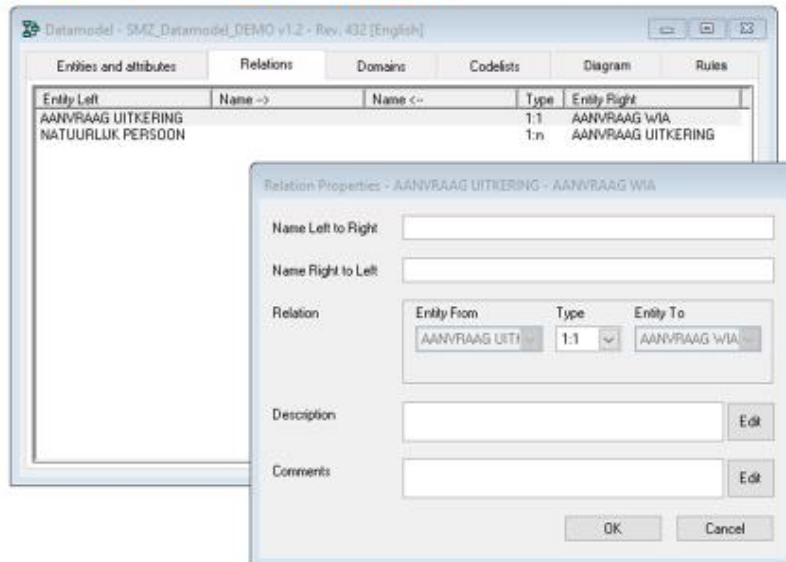 Datamodel - SMZ_Datamodel_DEMO v1.2 - Rev. 432 [English]
Entities and attributes Relations Domains Codelists Diagram Rules
Entity Left Name --> Name <-- Type Entity Right
AANVRAAG UITKERING 1:1 AANVRAAG WIA
NATUURLIJK PERSOON 1:n AANVRAAG UITKERING
Relation Properties - AANVRAAG UITKERING - AANVRAAG WIA
Name Left to Right
Name Right to Left
Relation Entity From Type Entity To
AANVRAAG UITK 1:1 AANVRAAG WIA
Description Edit
Comments Edit
OK Cancel